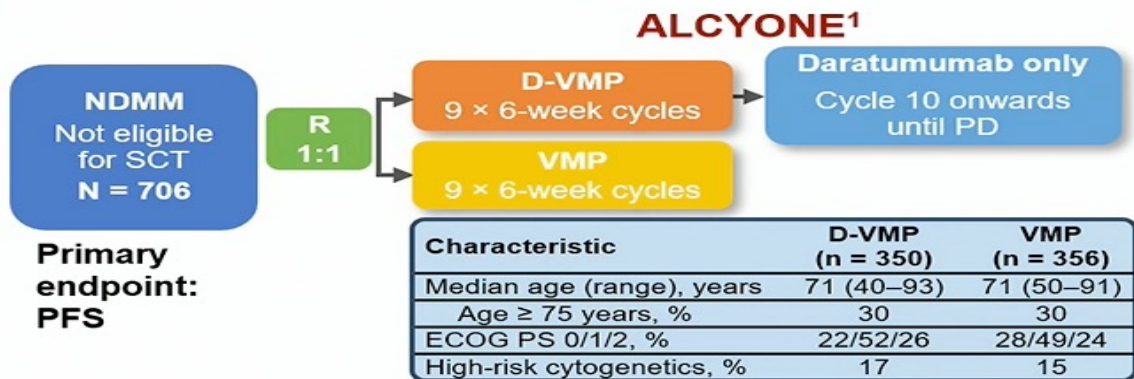 ALCYONE¹
NDMM
Not eligible
for SCT
N = 706
R
1:1
D-VMP
9 × 6-week cycles
VMP
9 × 6-week cycles
Daratumumab only
Cycle 10 onwards
until PD
Primary
endpoint:
PFS
Characteristic D-VMP (n = 350) VMP (n = 356)
Median age (range), years 71 (40–93) 71 (50–91)
Age ≥ 75 years, % 30 30
ECOG PS 0/1/2, % 22/52/26 28/49/24
High-risk cytogenetics, % 17 15